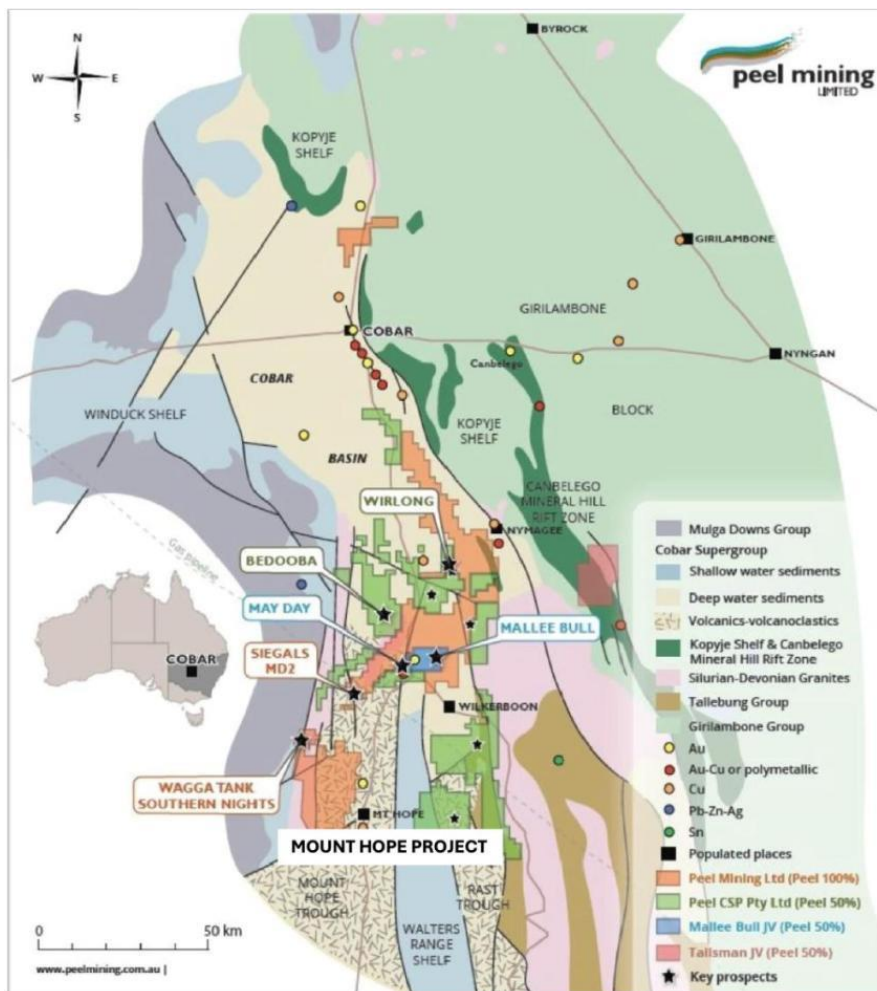 BYROCK
peel mining
LIMITED
N
W E
S
KOPYJE
SHELF
GIRILAMBONE
GIRILAMBONE
COBAR
NYNGAN
Canbelego
COBAR
WINDUCK SHELF
KOPYJE
SHELF
BLOCK
BASIN
WIRLONG
CANBELEGO
MINERAL HILL
RIFT ZONE
NYMAGEE
Gas pipeline
BEDOOBA
MAY DAY
MALLEE BULL
SIEGALS
MD2
COBAR
WILKERBOON
WAGGA TANK
SOUTHERN NIGHTS
MT HOPE
MOUNT HOPE PROJECT
MOUNT
HOPE
TROUGH
RAST
TROUGH
WALTERS
RANGE
SHELF
0 50 km
www.peelmining.com.au |
Mulga Downs Group
Cobar Supergroup
Shallow water sediments
Deep water sediments
Volcanics-volcanoclastics
Kopyje Shelf & Canbelego
Mineral Hill Rift Zone
Silurian-Devonian Granites
Tallebung Group
Girilambone Group
Au
Au-Cu or polymetallic
Cu
Pb-Zn-Ag
Sn
Populated places
Peel Mining Ltd (Peel 100%)
Peel CSP Pty Ltd (Peel 50%)
Mallee Bull JV (Peel 50%)
Talisman JV (Peel 50%)
Key prospects